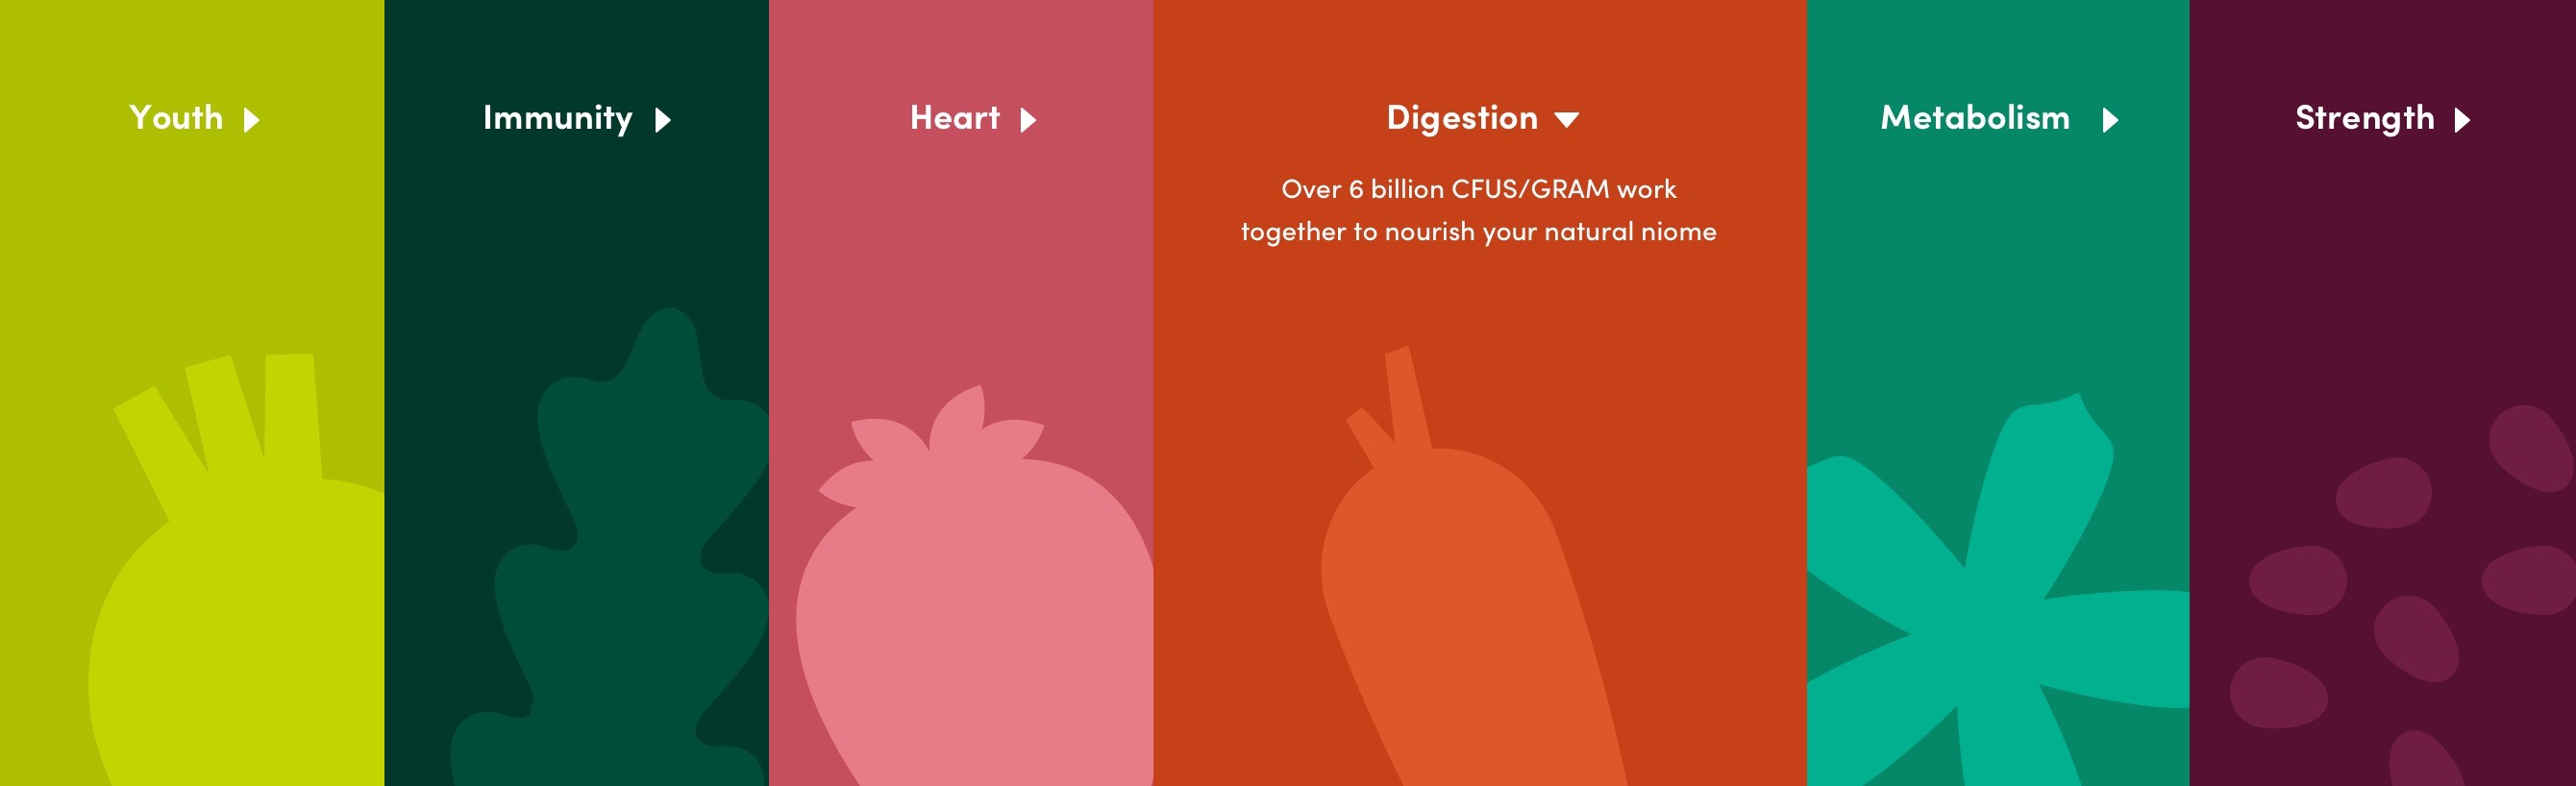 Youth
Immunity
Heart
Digestion
Over 6 billion CFUS/GRAM work
together to nourish your natural niome
Metabolism
Strength